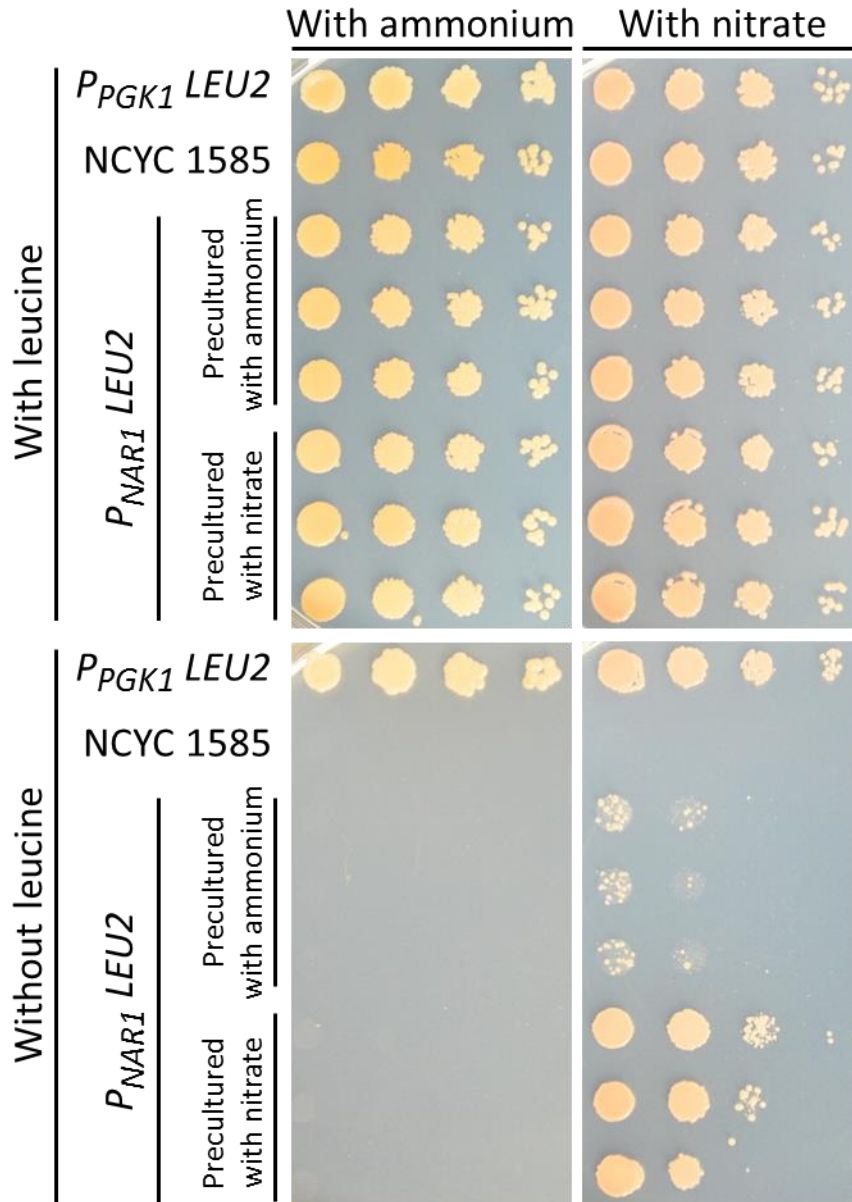 With ammonium
With nitrate
With leucine
P_PGK1 LEU2
NCYC 1585
P_NAR1 LEU2
Precultured
with ammonium
Precultured
with nitrate
Without leucine
P_PGK1 LEU2
NCYC 1585
P_NAR1 LEU2
Precultured
with ammonium
Precultured
with nitrate